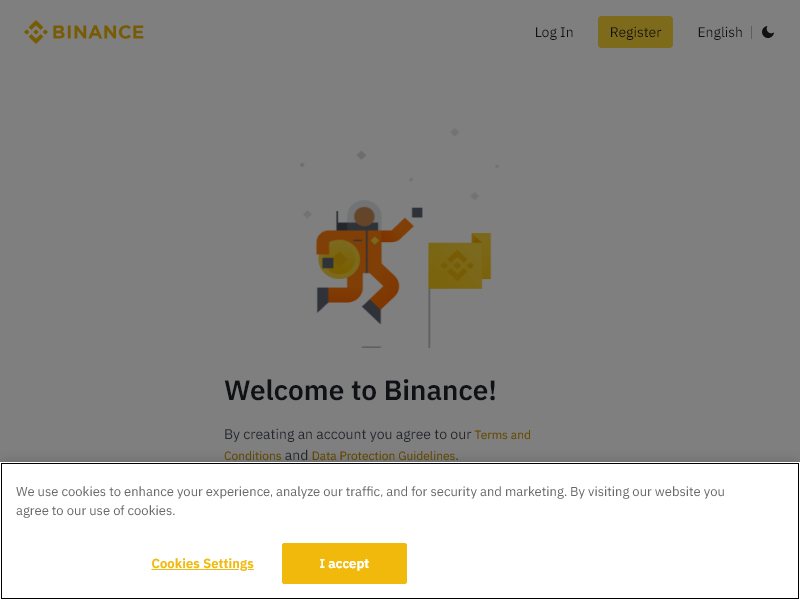 BINANCE
Log In
Register
English
Welcome to Binance!
By creating an account you agree to our Terms and
Conditions and Data Protection Guidelines.
We use cookies to enhance your experience, analyze our traffic, and for security and marketing. By visiting our website you
agree to our use of cookies.
Cookies Settings
I accept